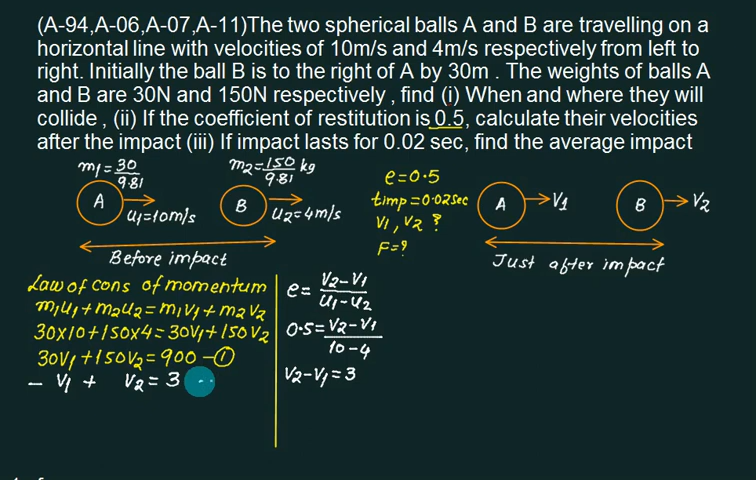 (A-94,A-06,A-07,A-11)The two spherical balls A and B are travelling on a
horizontal line with velocities of 10m/s and 4m/s respectively from left to
right. Initially the ball B is to the right of A by 30m . The weights of balls A
and B are 30N and 150N respectively , find (i) When and where they will
collide , (ii) If the coefficient of restitution is 0.5, calculate their velocities
after the impact (iii) If impact lasts for 0.02 sec, find the average impact
m1=30/9.81
m2=150/9.81 kg
A
u1=10m/s
B
u2=4m/s
Before impact
e=0.5
timp=0.02sec
V1, V2 ?
F=?
A
V1
B
V2
Just after impact
Law of cons of momentum
m1u1+m2u2=m1V1+m2V2
30x10+150x4=30V1+150V2
30V1+150V2=900-①
- V1 + V2=3
e=V2-V1/u1-u2
0.5=V2-V1/10-4
V2-V1=3